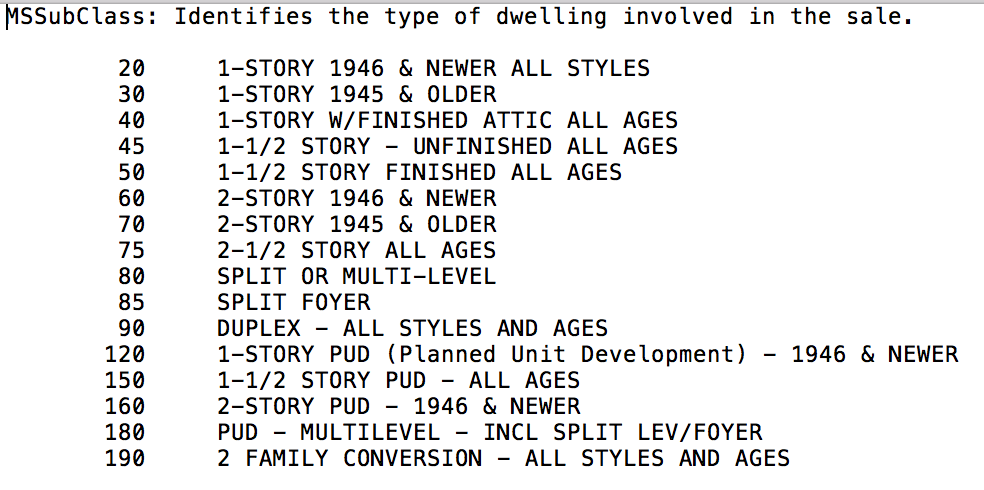 MSSubClass: Identifies the type of dwelling involved in the sale.
20 1-STORY 1946 & NEWER ALL STYLES
30 1-STORY 1945 & OLDER
40 1-STORY W/FINISHED ATTIC ALL AGES
45 1-1/2 STORY - UNFINISHED ALL AGES
50 1-1/2 STORY FINISHED ALL AGES
60 2-STORY 1946 & NEWER
70 2-STORY 1945 & OLDER
75 2-1/2 STORY ALL AGES
80 SPLIT OR MULTI-LEVEL
85 SPLIT FOYER
90 DUPLEX - ALL STYLES AND AGES
120 1-STORY PUD (Planned Unit Development) - 1946 & NEWER
150 1-1/2 STORY PUD - ALL AGES
160 2-STORY PUD - 1946 & NEWER
180 PUD - MULTILEVEL - INCL SPLIT LEV/FOYER
190 2 FAMILY CONVERSION - ALL STYLES AND AGES